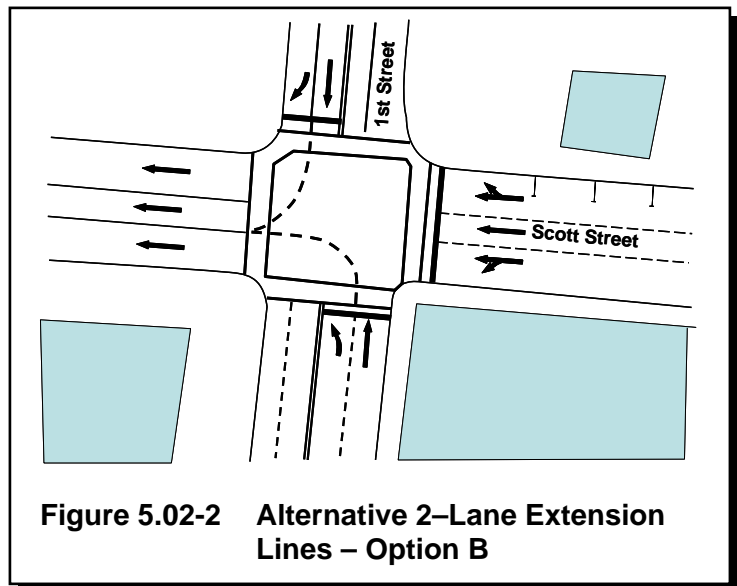 1st Street
Scott Street
Figure 5.02-2 Alternative 2–Lane Extension
Lines – Option B